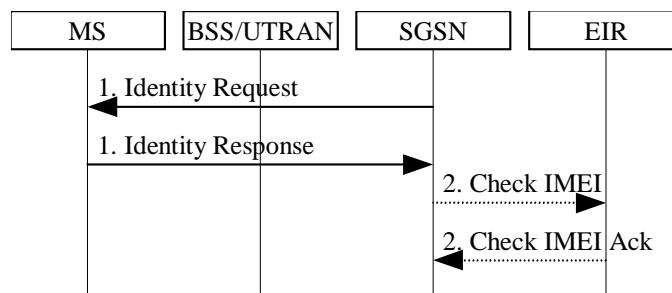 MS BSS/UTRAN SGSN EIR
1. Identity Request
1. Identity Response
2. Check IMEI
2. Check IMEI Ack